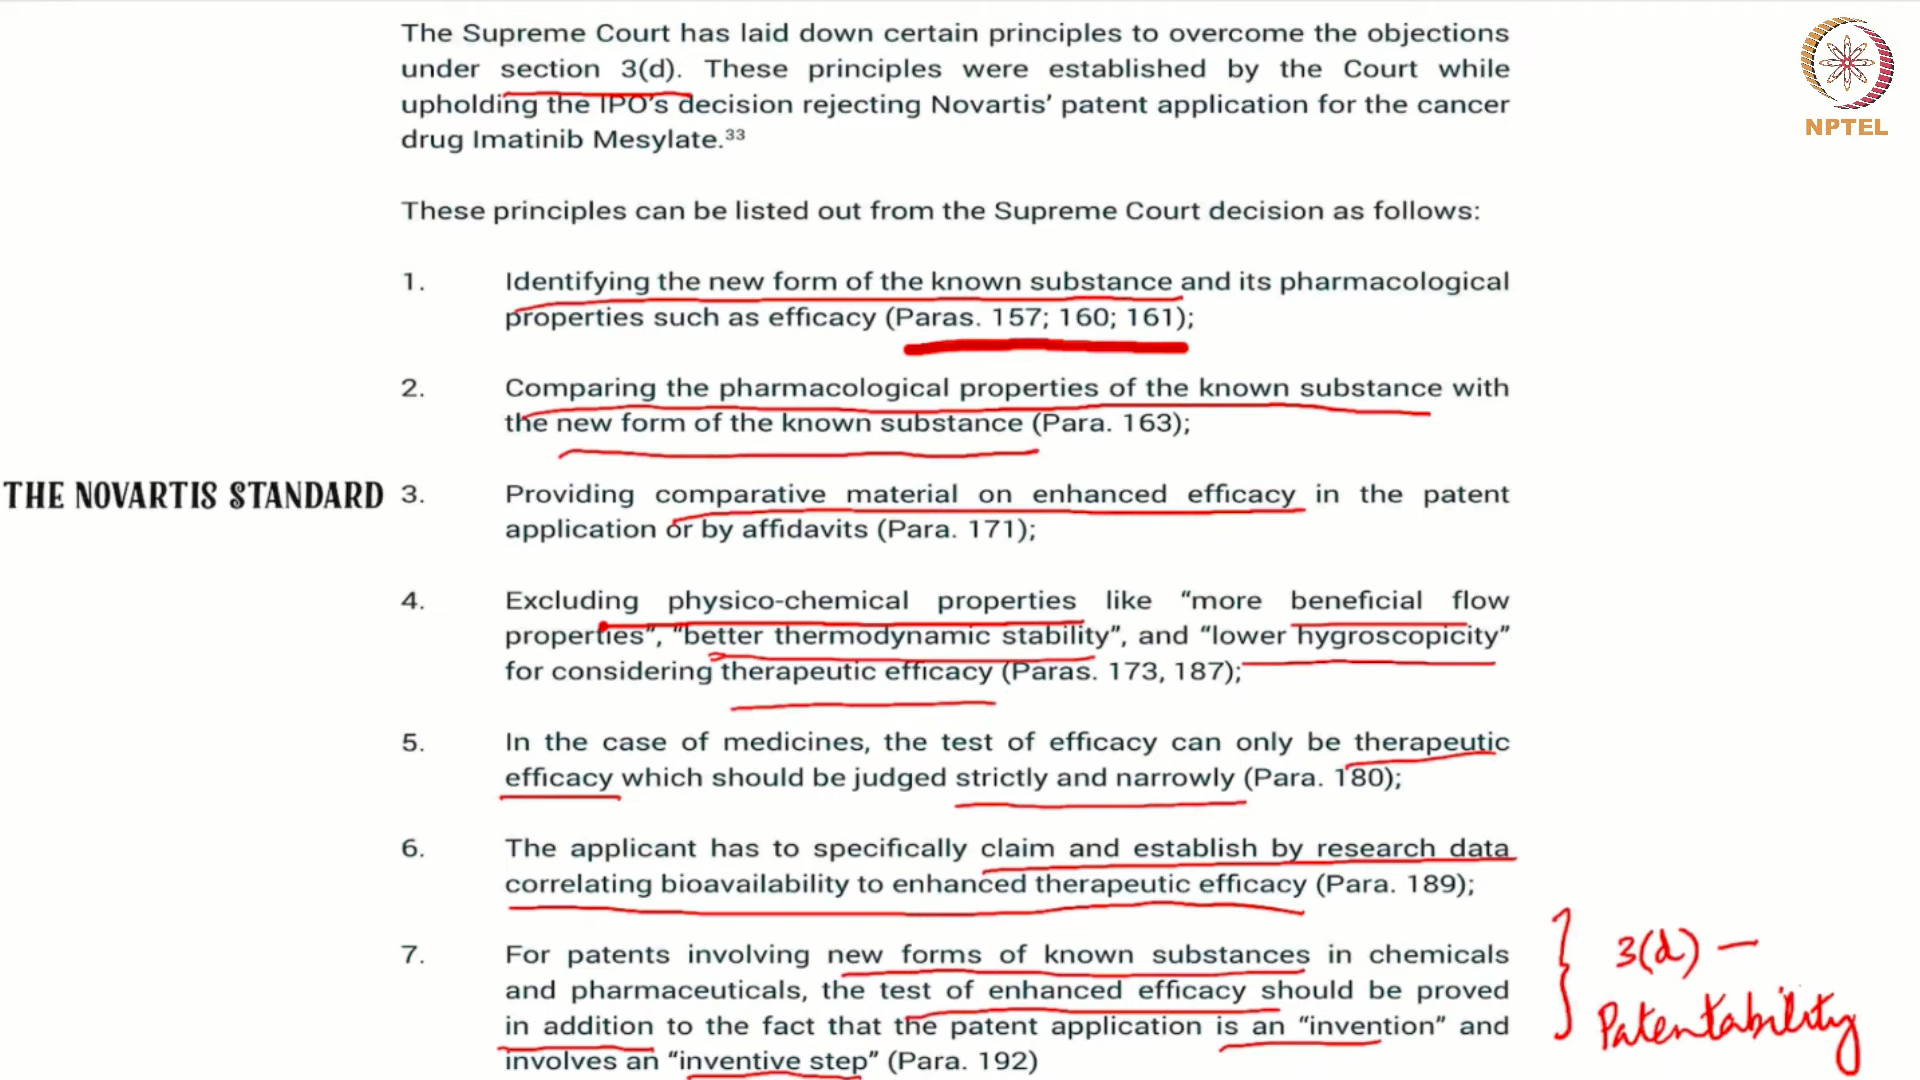 The Supreme Court has laid down certain principles to overcome the objections
under section 3(d). These principles were established by the Court while
upholding the IPO's decision rejecting Novartis' patent application for the cancer
drug Imatinib Mesylate.³³
NPTEL
These principles can be listed out from the Supreme Court decision as follows:
1. Identifying the new form of the known substance and its pharmacological
properties such as efficacy (Paras. 157; 160; 161);
2. Comparing the pharmacological properties of the known substance with
the new form of the known substance (Para. 163);
THE NOVARTIS STANDARD
3. Providing comparative material on enhanced efficacy in the patent
application or by affidavits (Para. 171);
4. Excluding physico-chemical properties like “more beneficial flow
properties”, “better thermodynamic stability”, and “lower hygroscopicity”
for considering therapeutic efficacy (Paras. 173, 187);
5. In the case of medicines, the test of efficacy can only be therapeutic
efficacy which should be judged strictly and narrowly (Para. 180);
6. The applicant has to specifically claim and establish by research data
correlating bioavailability to enhanced therapeutic efficacy (Para. 189);
7. For patents involving new forms of known substances in chemicals
and pharmaceuticals, the test of enhanced efficacy should be proved
in addition to the fact that the patent application is an “invention” and
involves an “inventive step” (Para. 192)
3(d) —
Patentability